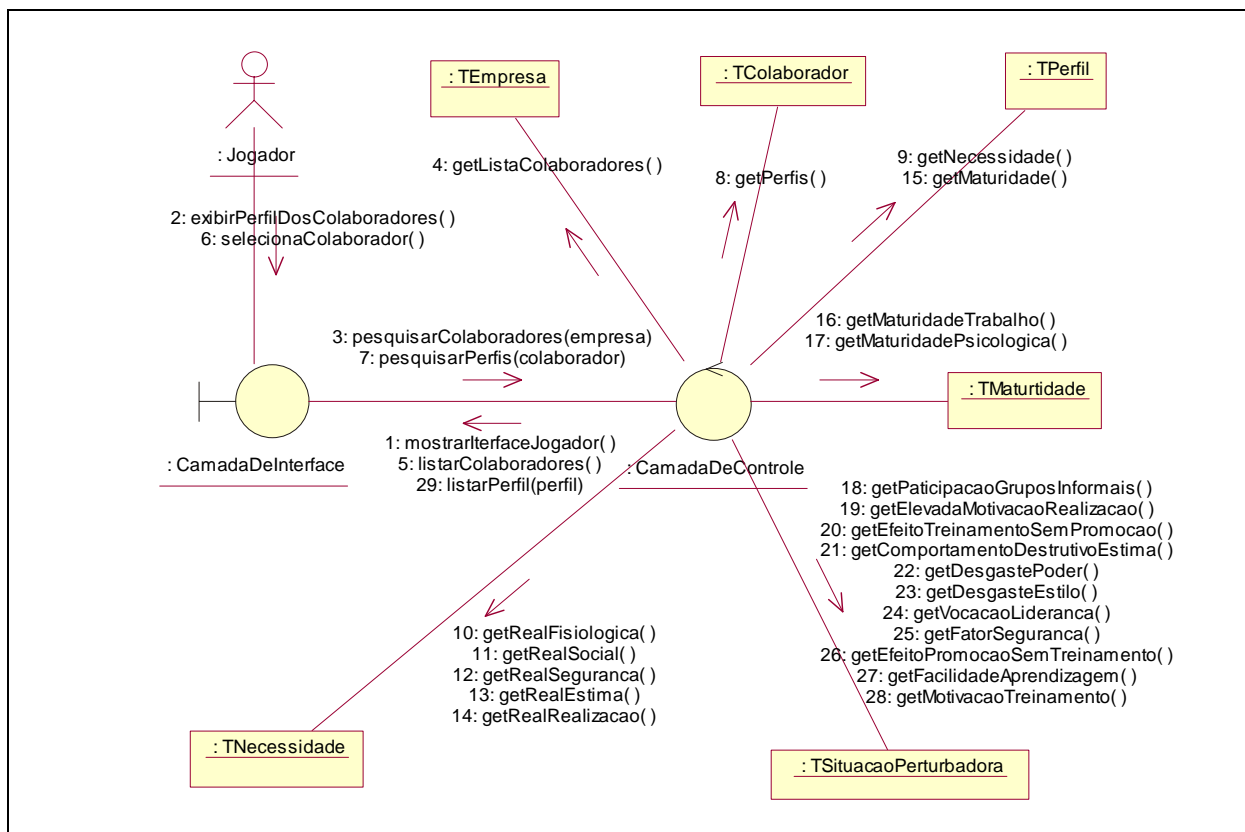 : TEmpresa
: TColaborador
: TPerfil
: Jogador
4: getListaColaboradores( )
8: getPerfis( )
9: getNecessidade( )
15: getMaturidade( )
2: exibirPerfilDosColaboradores( )
6: selecionaColaborador( )
3: pesquisarColaboradores(empresa)
7: pesquisarPerfis(colaborador)
16: getMaturidadeTrabalho( )
17: getMaturidadePsicologica( )
: TMaturtidade
1: mostrarIterfaceJogador( )
5: listarColaboradores( )
29: listarPerfil(perfil)
: CamadaDeInterface
: CamadaDeControle
18: getPaticipacaoGruposInformais( )
19: getElevadaMotivacaoRealizacao( )
20: getEfeitoTreinamentoSemPromocao( )
21: getComportamentoDestrutivoEstima( )
22: getDesgastePoder( )
23: getDesgasteEstilo( )
24: getVocacaoLideranca( )
25: getFatorSeguranca( )
26: getEfeitoPromocaoSemTreinamento( )
27: getFacilidadeAprendizagem( )
28: getMotivacaoTreinamento( )
10: getRealFisiologica( )
11: getRealSocial( )
12: getRealSeguranca( )
13: getRealEstima( )
14: getRealRealizacao( )
: TNecessidade
: TSituacaoPerturbadora